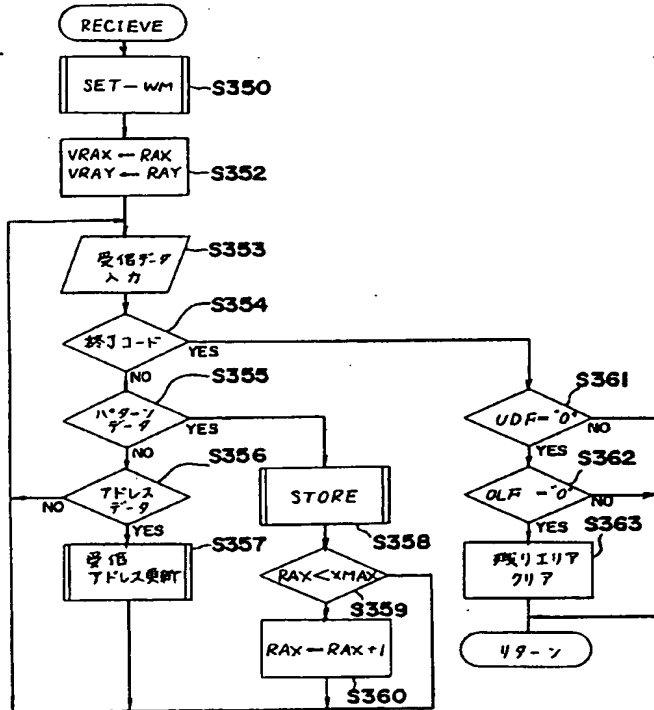 RECIEVE
SET-WM
S350
VRAX ← RAX
VRAY ← RAY
S352
受信データ
入力
S353
終了コード
S354
YES
NO
パターン
データ
S355
YES
NO
アドレス
データ
S356
NO
YES
受信
アドレス更新
S357
STORE
S358
RAX<XMAX
S359
RAX ← RAX+1
S360
UDF="0"
S361
NO
YES
OLF ="0"
S362
NO
YES
残りエリア
クリア
S363
リターン